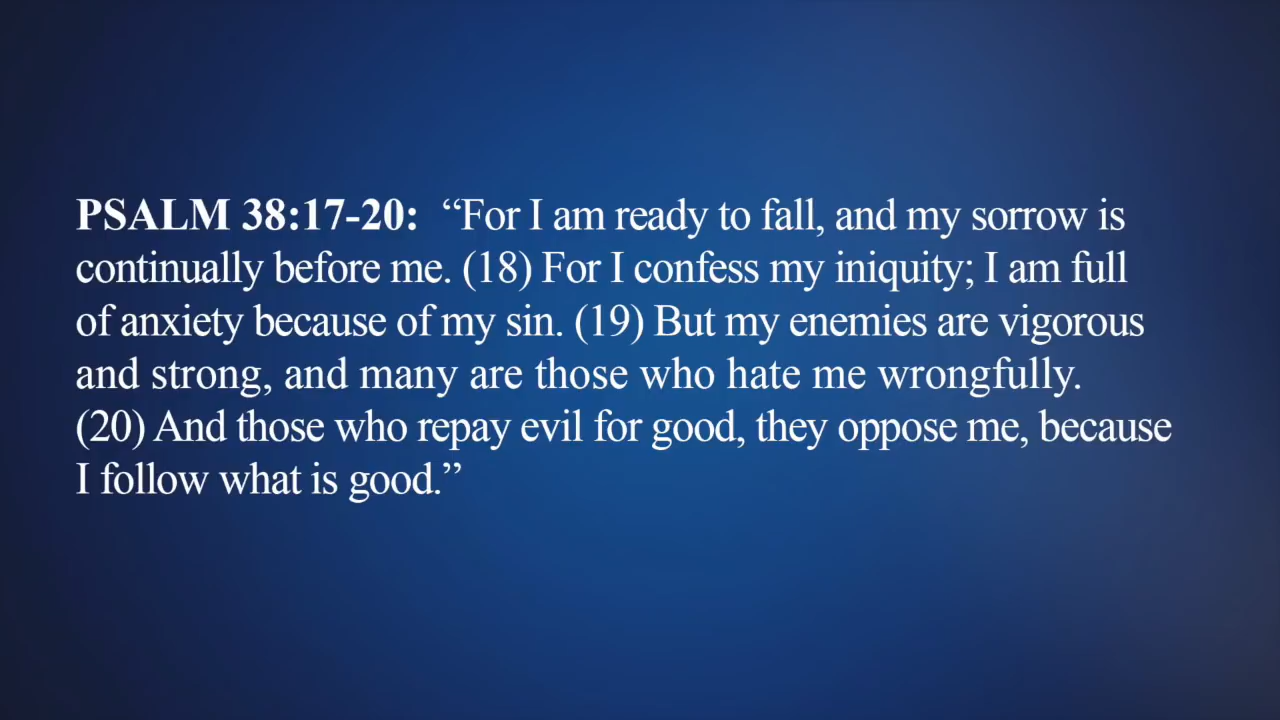 PSALM 38:17-20: “For I am ready to fall, and my sorrow is
continually before me. (18) For I confess my iniquity; I am full
of anxiety because of my sin. (19) But my enemies are vigorous
and strong, and many are those who hate me wrongfully.
(20) And those who repay evil for good, they oppose me, because
I follow what is good.”